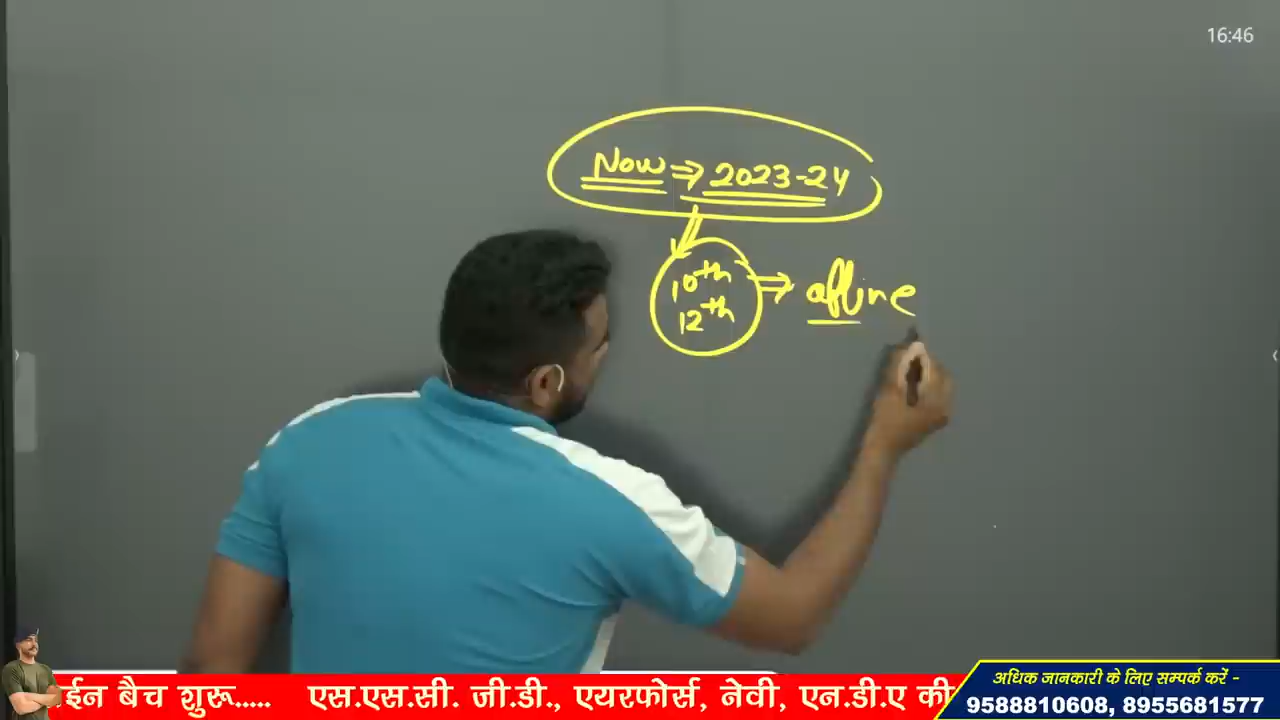 16:46
Now ⇒ 2023-24
10th
12th
⇒ offline
ईन बैच शुरू..... एस.एस.सी. जी.डी., एयरफोर्स, नेवी, एन.डी.ए की
अधिक जानकारी के लिए सम्पर्क करें -
9588810608, 8955681577